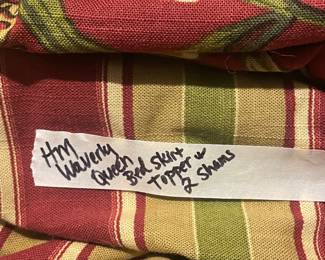 HM
Waverly
Queen
Bed Skirt
Topper w
2 shams